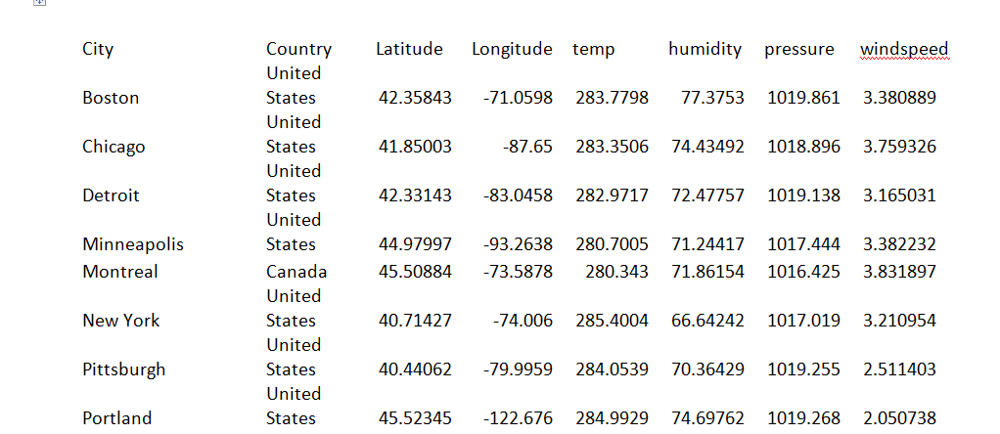 City Country Latitude Longitude temp humidity pressure windspeed
United
Boston States 42.35843 -71.0598 283.7798 77.3753 1019.861 3.380889
United
Chicago States 41.85003 -87.65 283.3506 74.43492 1018.896 3.759326
United
Detroit States 42.33143 -83.0458 282.9717 72.47757 1019.138 3.165031
United
Minneapolis States 44.97997 -93.2638 280.7005 71.24417 1017.444 3.382232
Montreal Canada 45.50884 -73.5878 280.343 71.86154 1016.425 3.831897
United
New York States 40.71427 -74.006 285.4004 66.64242 1017.019 3.210954
United
Pittsburgh States 40.44062 -79.9959 284.0539 70.36429 1019.255 2.511403
United
Portland States 45.52345 -122.676 284.9929 74.69762 1019.268 2.050738